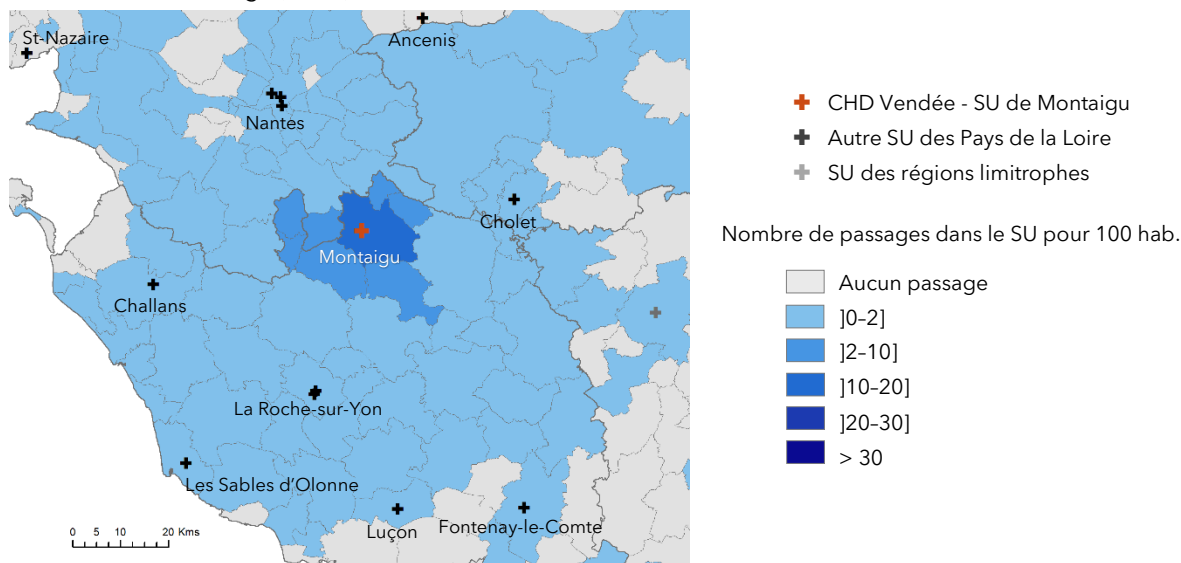 St-Nazaire
Ancenis
Nantes
Cholet
Montaigu
Challans
La Roche-sur-Yon
Les Sables d'Olonne
Luçon
Fontenay-le-Comte
0 5 10 20 Kms
CHD Vendée - SU de Montaigu
Autre SU des Pays de la Loire
SU des régions limitrophes
Nombre de passages dans le SU pour 100 hab.
Aucun passage
]0-2]
]2-10]
]10-20]
]20-30]
> 30